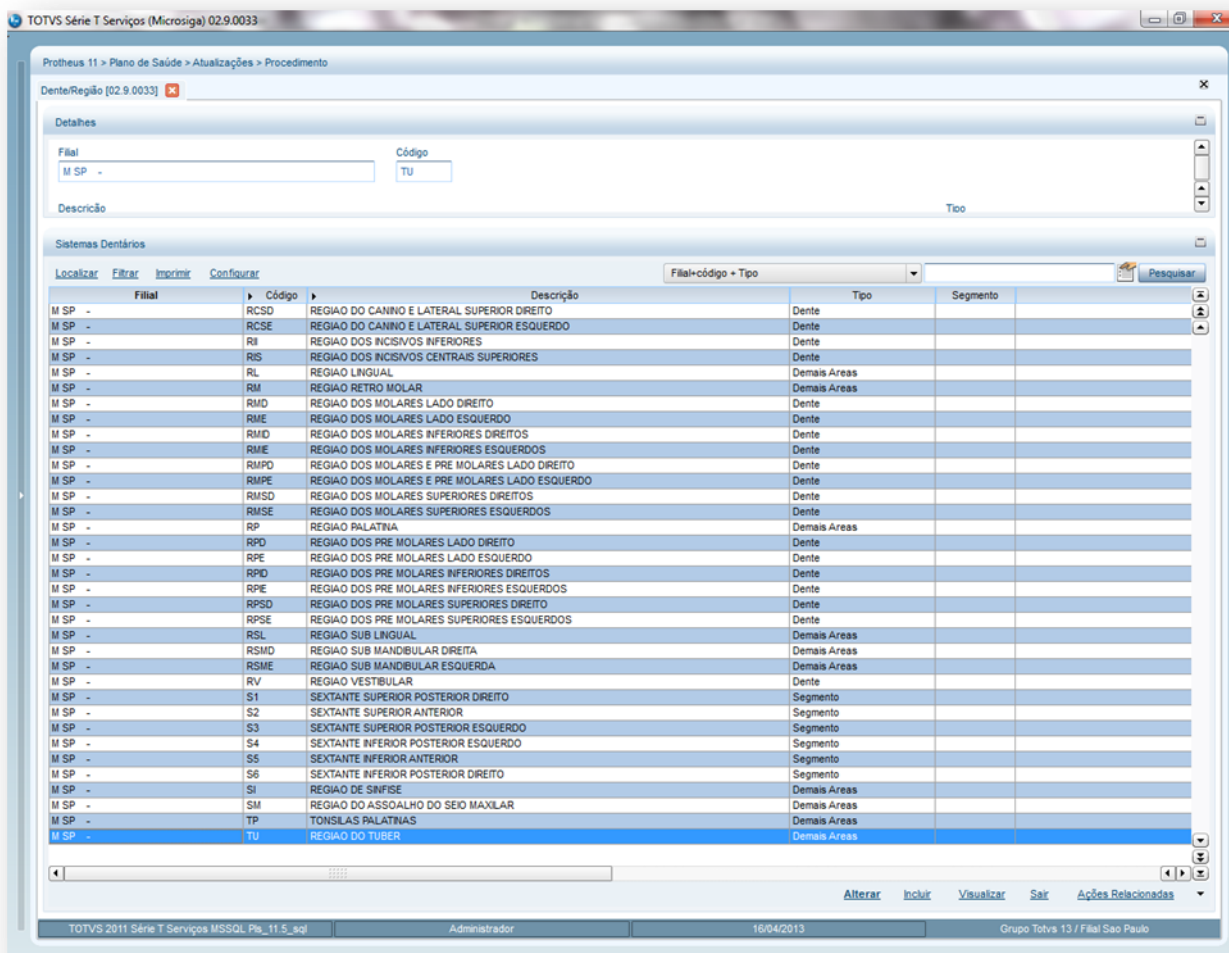 TOTVS Série T Serviços (Microsiga) 02.9.0033
Protheus 11 > Plano de Saúde > Atualizações > Procedimento
Dente/Região [02.9.0033]
Detalhes
Filial Código
M SP - TU
Descrição Tipo
Sistemas Dentários
Localizar Filtrar Imprimir Configurar Filial+código + Tipo Pesquisar
Filial Código Descrição Tipo Segmento
M SP - RCSD REGIAO DO CANINO E LATERAL SUPERIOR DIREITO Dente
M SP - RCSE REGIAO DO CANINO E LATERAL SUPERIOR ESQUERDO Dente
M SP - RII REGIAO DOS INCISIVOS INFERIORES Dente
M SP - RIS REGIAO DOS INCISIVOS CENTRAIS SUPERIORES Dente
M SP - RL REGIAO LINGUAL Demais Areas
M SP - RM REGIAO RETRO MOLAR Demais Areas
M SP - RMD REGIAO DOS MOLARES LADO DIREITO Dente
M SP - RME REGIAO DOS MOLARES LADO ESQUERDO Dente
M SP - RMID REGIAO DOS MOLARES INFERIORES DIREITOS Dente
M SP - RMIE REGIAO DOS MOLARES INFERIORES ESQUERDOS Dente
M SP - RMPD REGIAO DOS MOLARES E PRE MOLARES LADO DIREITO Dente
M SP - RMPE REGIAO DOS MOLARES E PRE MOLARES LADO ESQUERDO Dente
M SP - RMSD REGIAO DOS MOLARES SUPERIORES DIREITOS Dente
M SP - RMSE REGIAO DOS MOLARES SUPERIORES ESQUERDOS Dente
M SP - RP REGIAO PALATINA Demais Areas
M SP - RPD REGIAO DOS PRE MOLARES LADO DIREITO Dente
M SP - RPE REGIAO DOS PRE MOLARES LADO ESQUERDO Dente
M SP - RPID REGIAO DOS PRE MOLARES INFERIORES DIREITOS Dente
M SP - RPIE REGIAO DOS PRE MOLARES INFERIORES ESQUERDOS Dente
M SP - RPSD REGIAO DOS PRE MOLARES SUPERIORES DIREITO Dente
M SP - RPSE REGIAO DOS PRE MOLARES SUPERIORES ESQUERDOS Dente
M SP - RSL REGIAO SUB LINGUAL Demais Areas
M SP - RSMD REGIAO SUB MANDIBULAR DIREITA Demais Areas
M SP - RSME REGIAO SUB MANDIBULAR ESQUERDA Demais Areas
M SP - RV REGIAO VESTIBULAR Dente
M SP - S1 SEXTANTE SUPERIOR POSTERIOR DIREITO Segmento
M SP - S2 SEXTANTE SUPERIOR ANTERIOR Segmento
M SP - S3 SEXTANTE SUPERIOR POSTERIOR ESQUERDO Segmento
M SP - S4 SEXTANTE INFERIOR POSTERIOR ESQUERDO Segmento
M SP - S5 SEXTANTE INFERIOR ANTERIOR Segmento
M SP - S6 SEXTANTE INFERIOR POSTERIOR DIREITO Segmento
M SP - SI REGIAO DE SINFISE Demais Areas
M SP - SM REGIAO DO ASSOALHO DO SEIO MAXILAR Demais Areas
M SP - TP TONSILAS PALATINAS Demais Areas
M SP - TU REGIAO DO TUBER Demais Areas
Alterar Incluir Visualizar Sair Ações Relacionadas
TOTVS 2011 Série T Serviços MSSQL Pls_11.5_sql Administrador 16/04/2013 Grupo Totvs 13 / Filial Sao Paulo